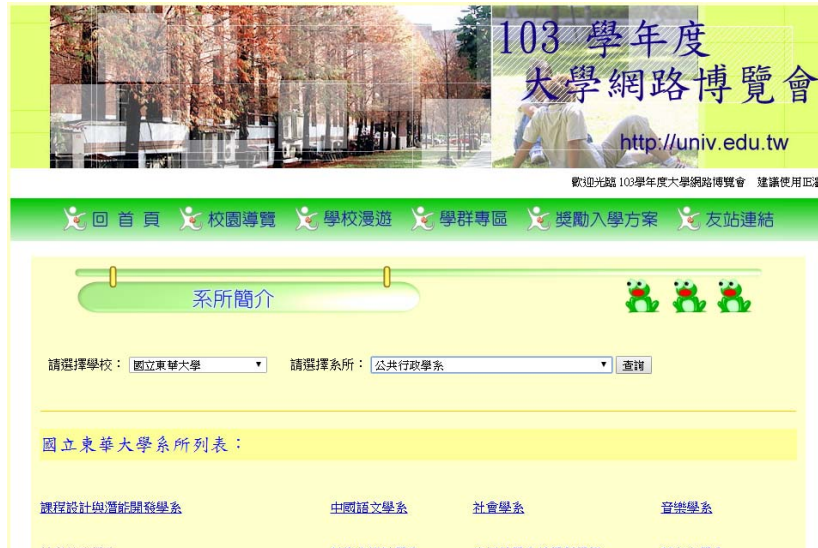 103 學年度
大學網路博覽會
http://univ.edu.tw
歡迎光臨 103學年度大學網路博覽會 建議使用IE
回首頁 校園導覽 學校漫遊 學群專區 獎勵入學方案 友站連結
系所簡介
請選擇學校： 國立東華大學 請選擇系所： 公共行政學系 查詢
國立東華大學系所列表：
課程設計與潛能開發學系 中國語文學系 社會學系 音樂學系